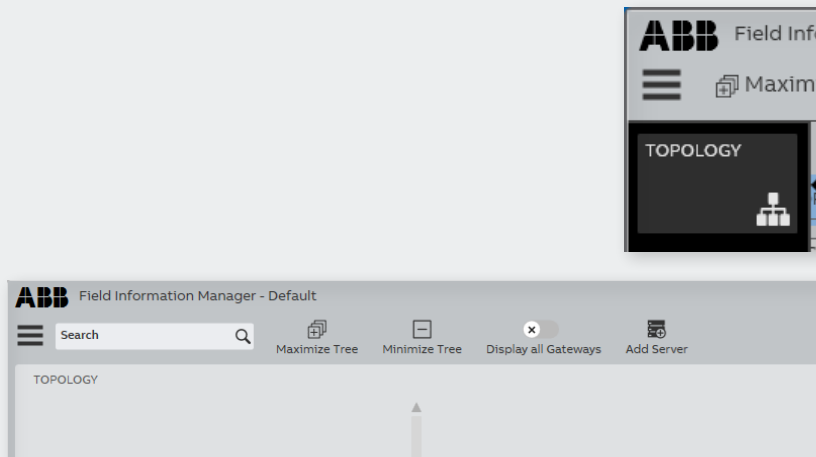 ABB Field Inf
Maxim
TOPOLOGY
ABB Field Information Manager - Default
Search
Maximize Tree Minimize Tree Display all Gateways Add Server
TOPOLOGY